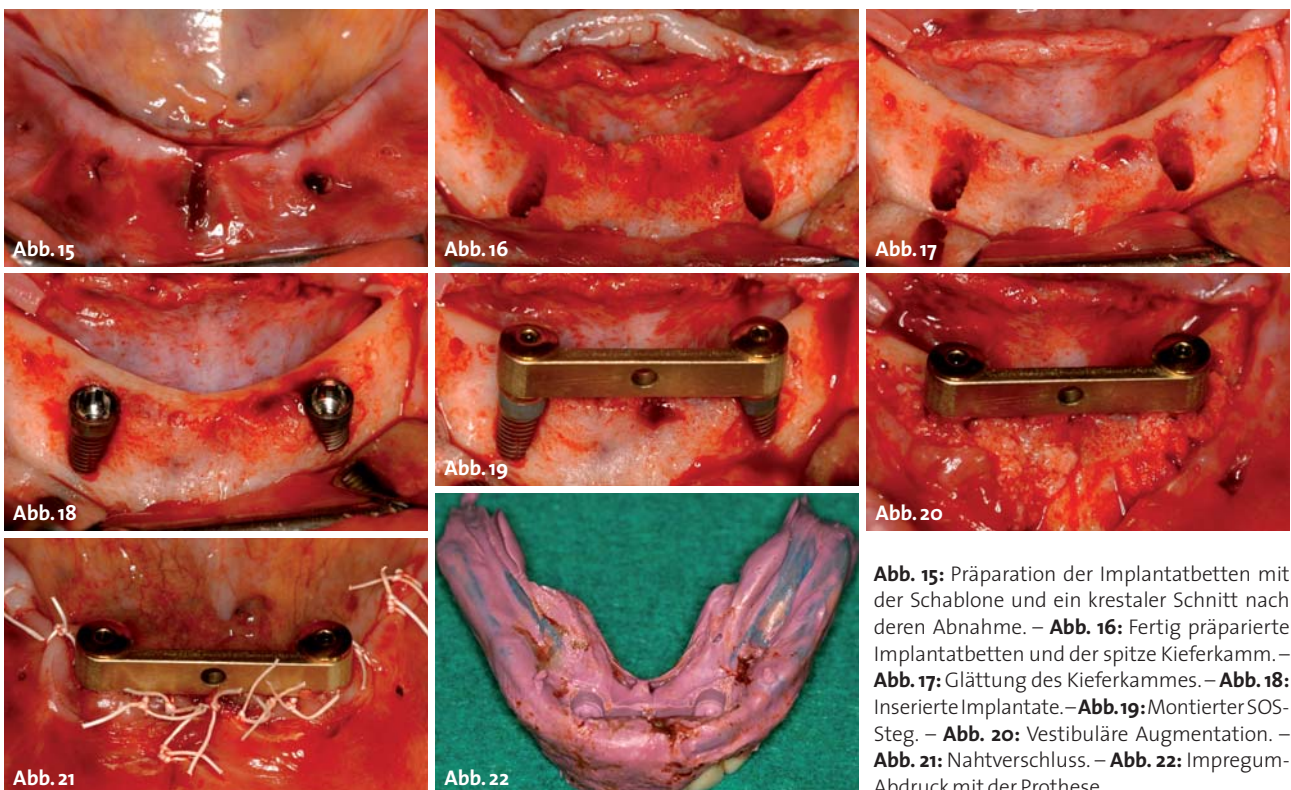 Abb. 15
Abb. 16
Abb. 17
Abb. 18
Abb. 19
Abb. 20
Abb. 21
Abb. 22
Abb. 15: Präparation der Implantatbetten mit
der Schablone und ein krestaler Schnitt nach
deren Abnahme. – Abb. 16: Fertig präparierte
Implantatbetten und der spitze Kieferkamm. –
Abb. 17: Glättung des Kieferkammes. – Abb. 18:
Inserierte Implantate. – Abb. 19: Montierter SOS-
Steg. – Abb. 20: Vestibuläre Augmentation. –
Abb. 21: Nahtverschluss. – Abb. 22: Impregum-
Abdruck mit der Prothese